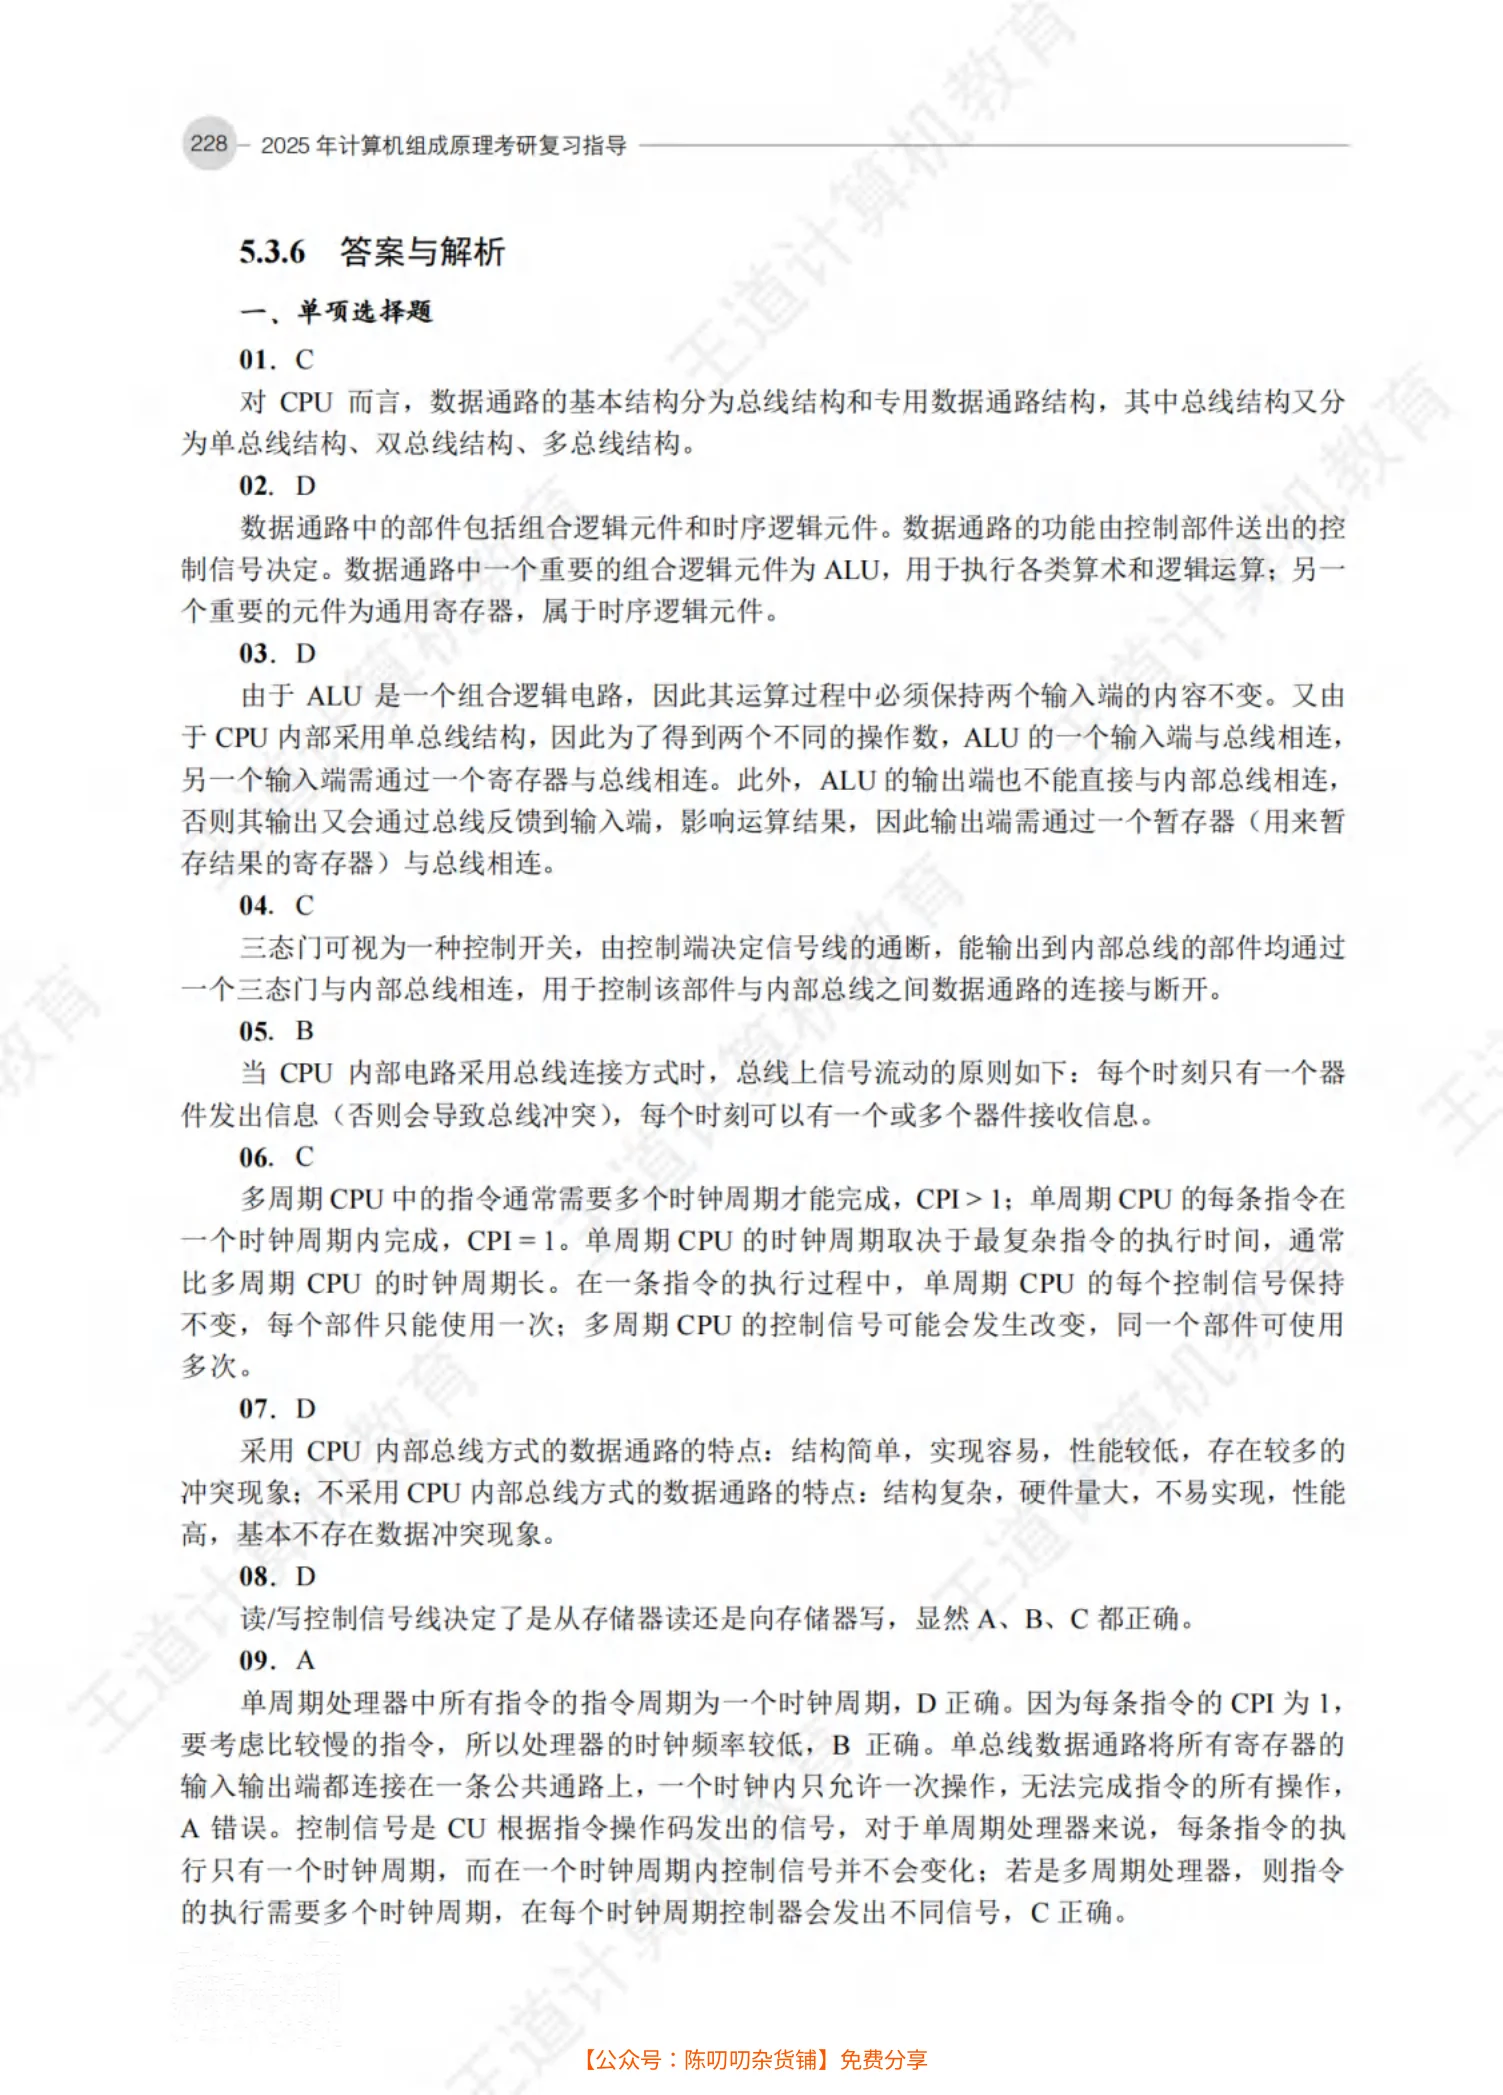 228 2025 年计算机组成原理考研复习指导
5.3.6 答案与解析
一、单项选择题
01. C
对 CPU 而言，数据通路的基本结构分为总线结构和专用数据通路结构，其中总线结构又分
为单总线结构、双总线结构、多总线结构。
02. D
数据通路中的部件包括组合逻辑元件和时序逻辑元件。数据通路的功能由控制部件送出的控
制信号决定。数据通路中一个重要的组合逻辑元件为 ALU，用于执行各类算术和逻辑运算；另一
个重要的元件为通用寄存器，属于时序逻辑元件。
03. D
由于 ALU 是一个组合逻辑电路，因此其运算过程中必须保持两个输入端的内容不变。又由
于 CPU 内部采用单总线结构，因此为了得到两个不同的操作数，ALU 的一个输入端与总线相连，
另一个输入端需通过一个寄存器与总线相连。此外，ALU 的输出端也不能直接与内部总线相连，
否则其输出又会通过总线反馈到输入端，影响运算结果，因此输出端需通过一个暂存器（用来暂
存结果的寄存器）与总线相连。
04. C
三态门可视为一种控制开关，由控制端决定信号线的通断，能输出到内部总线的部件均通过
一个三态门与内部总线相连，用于控制该部件与内部总线之间数据通路的连接与断开。
05. B
当 CPU 内部电路采用总线连接方式时，总线上信号流动的原则如下：每个时刻只有一个器
件发出信息（否则会导致总线冲突），每个时刻可以有一个或多个器件接收信息。
06. C
多周期 CPU 中的指令通常需要多个时钟周期才能完成，CPI > 1；单周期 CPU 的每条指令在
一个时钟周期内完成，CPI = 1。单周期 CPU 的时钟周期取决于最复杂指令的执行时间，通常
比多周期 CPU 的时钟周期长。在一条指令的执行过程中，单周期 CPU 的每个控制信号保持
不变，每个部件只能使用一次；多周期 CPU 的控制信号可能会发生改变，同一个部件可使用
多次。
07. D
采用 CPU 内部总线方式的数据通路的特点：结构简单，实现容易，性能较低，存在较多的
冲突现象；不采用 CPU 内部总线方式的数据通路的特点：结构复杂，硬件量大，不易实现，性能
高，基本不存在数据冲突现象。
08. D
读/写控制信号线决定了是从存储器读还是向存储器写，显然 A、B、C 都正确。
09. A
单周期处理器中所有指令的指令周期为一个时钟周期，D 正确。因为每条指令的 CPI 为 1，
要考虑比较慢的指令，所以处理器的时钟频率较低，B 正确。单总线数据通路将所有寄存器的
输入输出端都连接在一条公共通路上，一个时钟内只允许一次操作，无法完成指令的所有操作，
A 错误。控制信号是 CU 根据指令操作码发出的信号，对于单周期处理器来说，每条指令的执
行只有一个时钟周期，而在一个时钟周期内控制信号并不会变化；若是多周期处理器，则指令
的执行需要多个时钟周期，在每个时钟周期控制器会发出不同信号，C 正确。
【公众号：陈叨叨杂货铺】免费分享
王道计算机教育